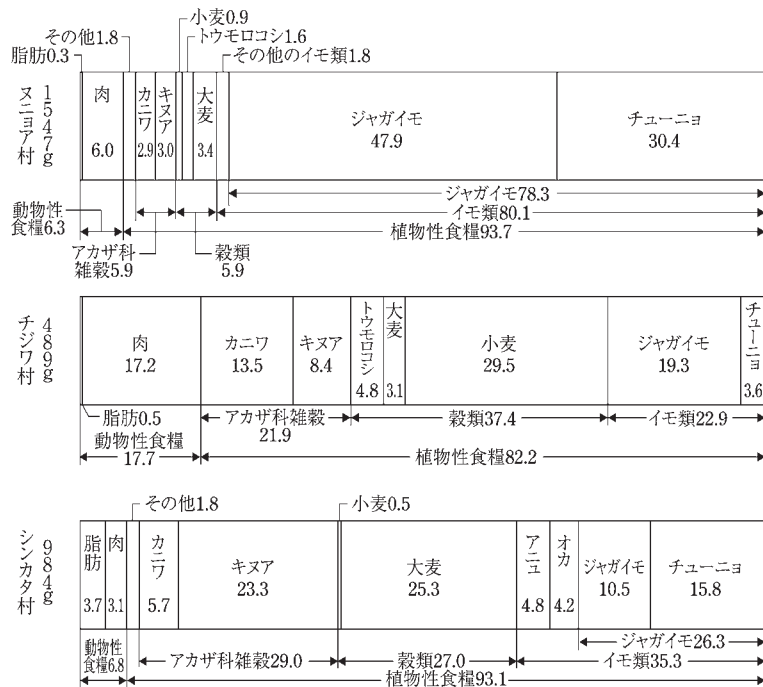 小麦0.9
その他1.8
トウモロコシ1.6
脂肪0.3
その他のイモ類1.8
ヌニョア村
1547g
肉
6.0
カニワ
2.9
キヌア
3.0
大麦
3.4
ジャガイモ
47.9
チューニョ
30.4
ジャガイモ78.3
動物性
食糧6.3
イモ類80.1
植物性食糧93.7
アカザ科
雑穀5.9
穀類
5.9
チジワ村
489g
肉
17.2
カニワ
13.5
キヌア
8.4
トウモロコシ
4.8
大麦
3.1
小麦
29.5
ジャガイモ
19.3
チューニョ
3.6
脂肪0.5
アカザ科雑穀
21.9
穀類37.4
イモ類22.9
動物性食糧
17.7
植物性食糧82.2
その他1.8
小麦0.5
シンカタ村
984g
脂肪
3.7
肉
3.1
カニワ
5.7
キヌア
23.3
大麦
25.3
アニュ
4.8
オカ
4.2
ジャガイモ
10.5
チューニョ
15.8
ジャガイモ26.3
動物性
食糧6.8
アカザ科雑穀29.0
穀類27.0
イモ類35.3
植物性食糧93.1